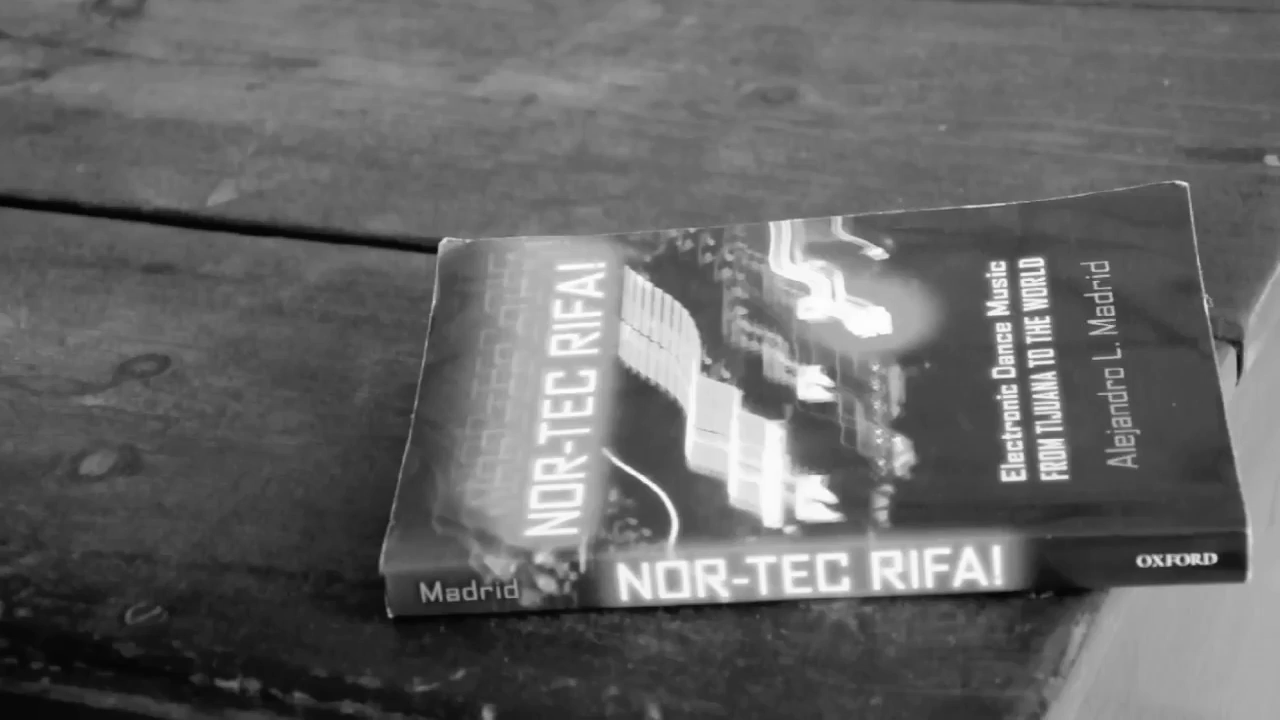 NOR-TEC RIFA!
Electronic Dance Music
FROM TIJUANA TO THE WORLD
Alejandro L. Madrid
Madrid
NOR-TEC RIFA!
OXFORD